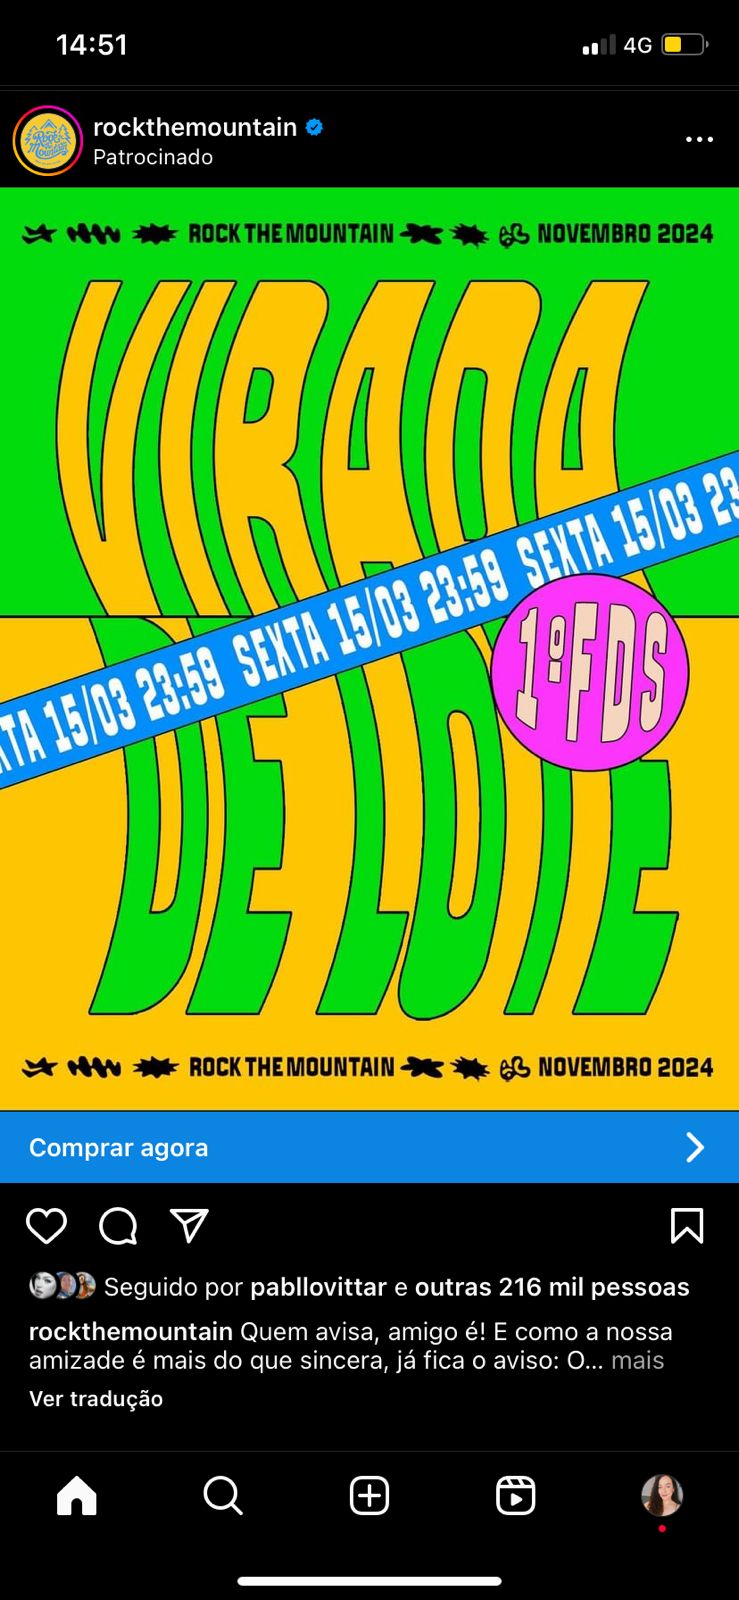 14:51
4G
rockthemountain
Patrocinado
ROCK THE MOUNTAIN NOVEMBRO 2024
VIRADA
SEXTA 15/03 23:59 SEXTA 15/03 23
XTA 15/03 23:59
1º FDS
DE LOTE
ROCK THE MOUNTAIN NOVEMBRO 2024
Comprar agora
Seguido por pabllovittar e outras 216 mil pessoas
rockthemountain Quem avisa, amigo é! E como a nossa
amizade é mais do que sincera, já fica o aviso: O... mais
Ver tradução